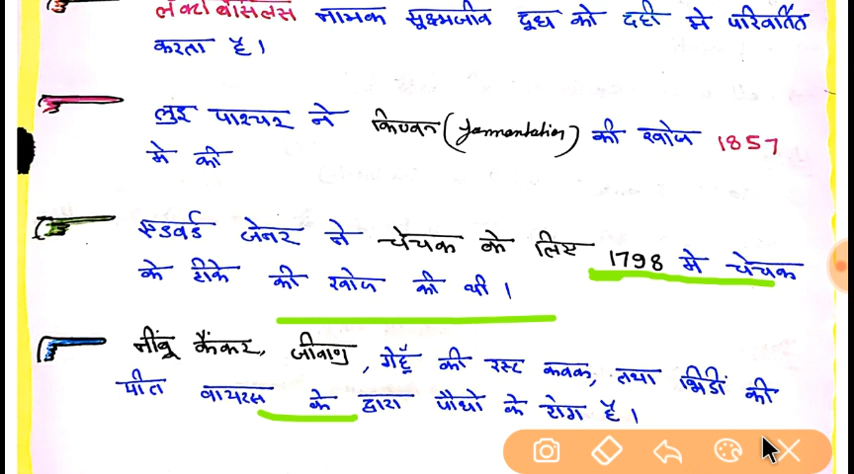 लैक्टोबैसिलस नामक सूक्ष्मजीव दूध को दही मे परिवर्तित
करता है।
लुइ पाश्चर ने किण्वन (farmentation) की खोज 1857
मे की
एडवर्ड जेनर ने चेचक के लिए 1798 मे चेचक
के टीके की खोज की थी।
नींबू कैंकर, जीवाणु, गेहूँ की रस्ट कवक, तथा भिंडी की
पीत वायरस के द्वारा पौधो के रोग हैं।